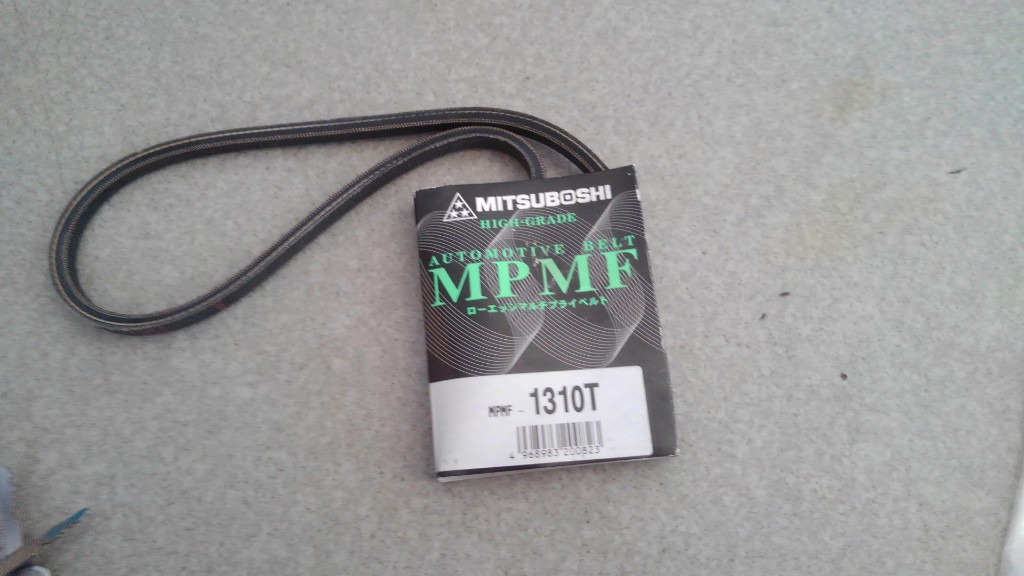 MITSUBOSHI
HIGH-GRADE
AUTOMOTIVE BELT
MPMF
ローエッジマルチプライベルト
MPMF - 1310T
4 968983 200823